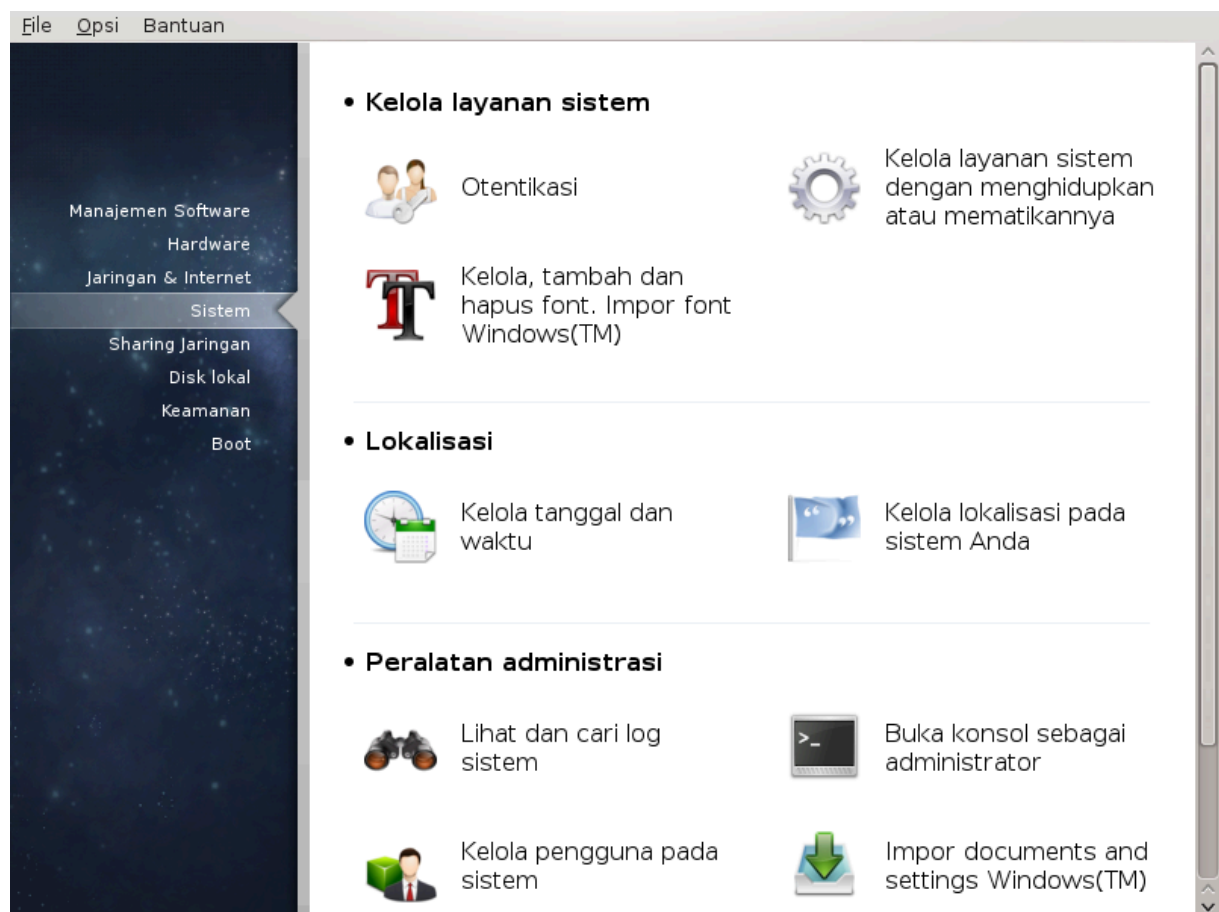 File Opsi Bantuan
Manajemen Software
Hardware
Jaringan & Internet
Sistem
Sharing Jaringan
Disk lokal
Keamanan
Boot
• Kelola layanan sistem
Otentikasi
Kelola layanan sistem
dengan menghidupkan
atau mematikannya
Kelola, tambah dan
hapus font. Impor font
Windows(TM)
• Lokalisasi
Kelola tanggal dan
waktu
Kelola lokalisasi pada
sistem Anda
• Peralatan administrasi
Lihat dan cari log
sistem
Buka konsol sebagai
administrator
Kelola pengguna pada
sistem
Impor documents and
settings Windows(TM)